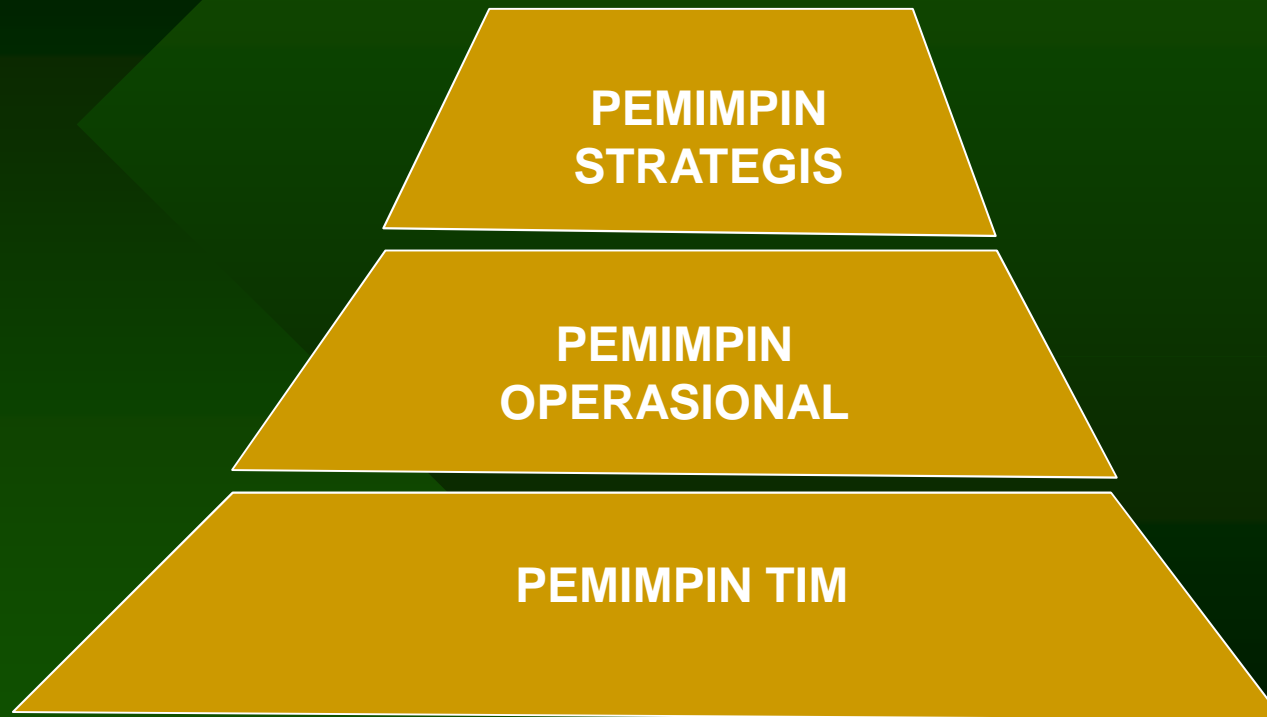 PEMIMPIN
STRATEGIS
PEMIMPIN
OPERASIONAL
PEMIMPIN TIM